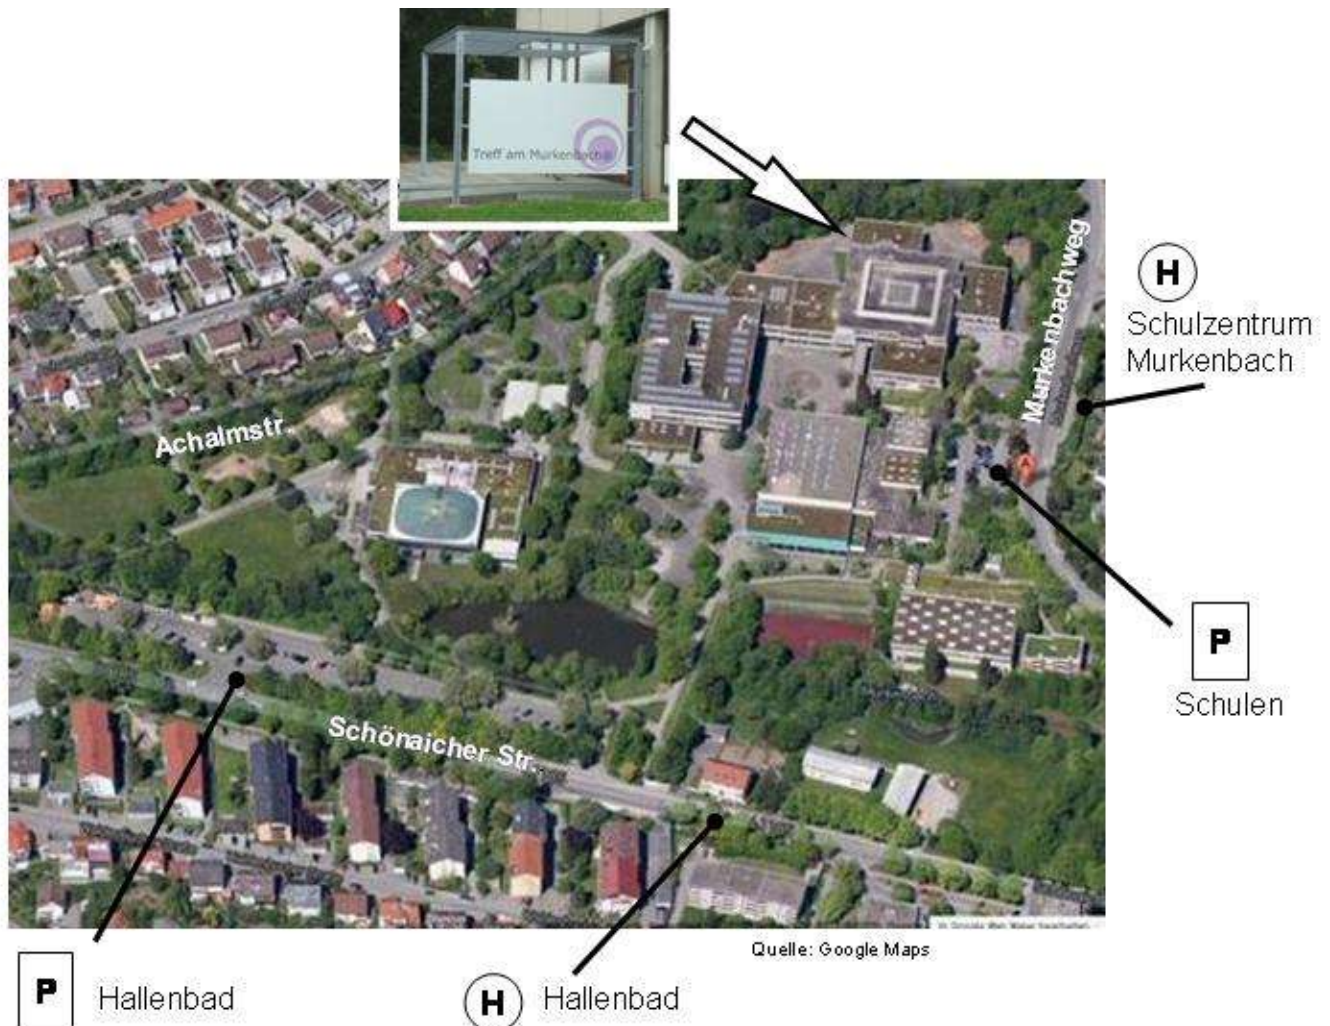 Treff am Murkenbach
Murkenbachweg
H
Schulzentrum
Murkenbach
Achalmstr..
P
Schulen
Schönaicher Str..
Quelle: Google Maps
P
Hallenbad
H
Hallenbad